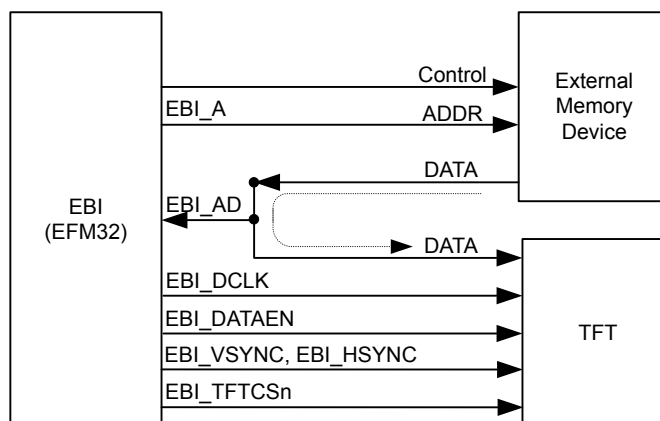 Control
EBI_A
ADDR
External
Memory
Device
DATA
EBI_AD
EBI
(EFM32)
DATA
EBI_DCLK
EBI_DATAEN
TFT
EBI_VSYNC, EBI_HSYNC
EBI_TFTCSn